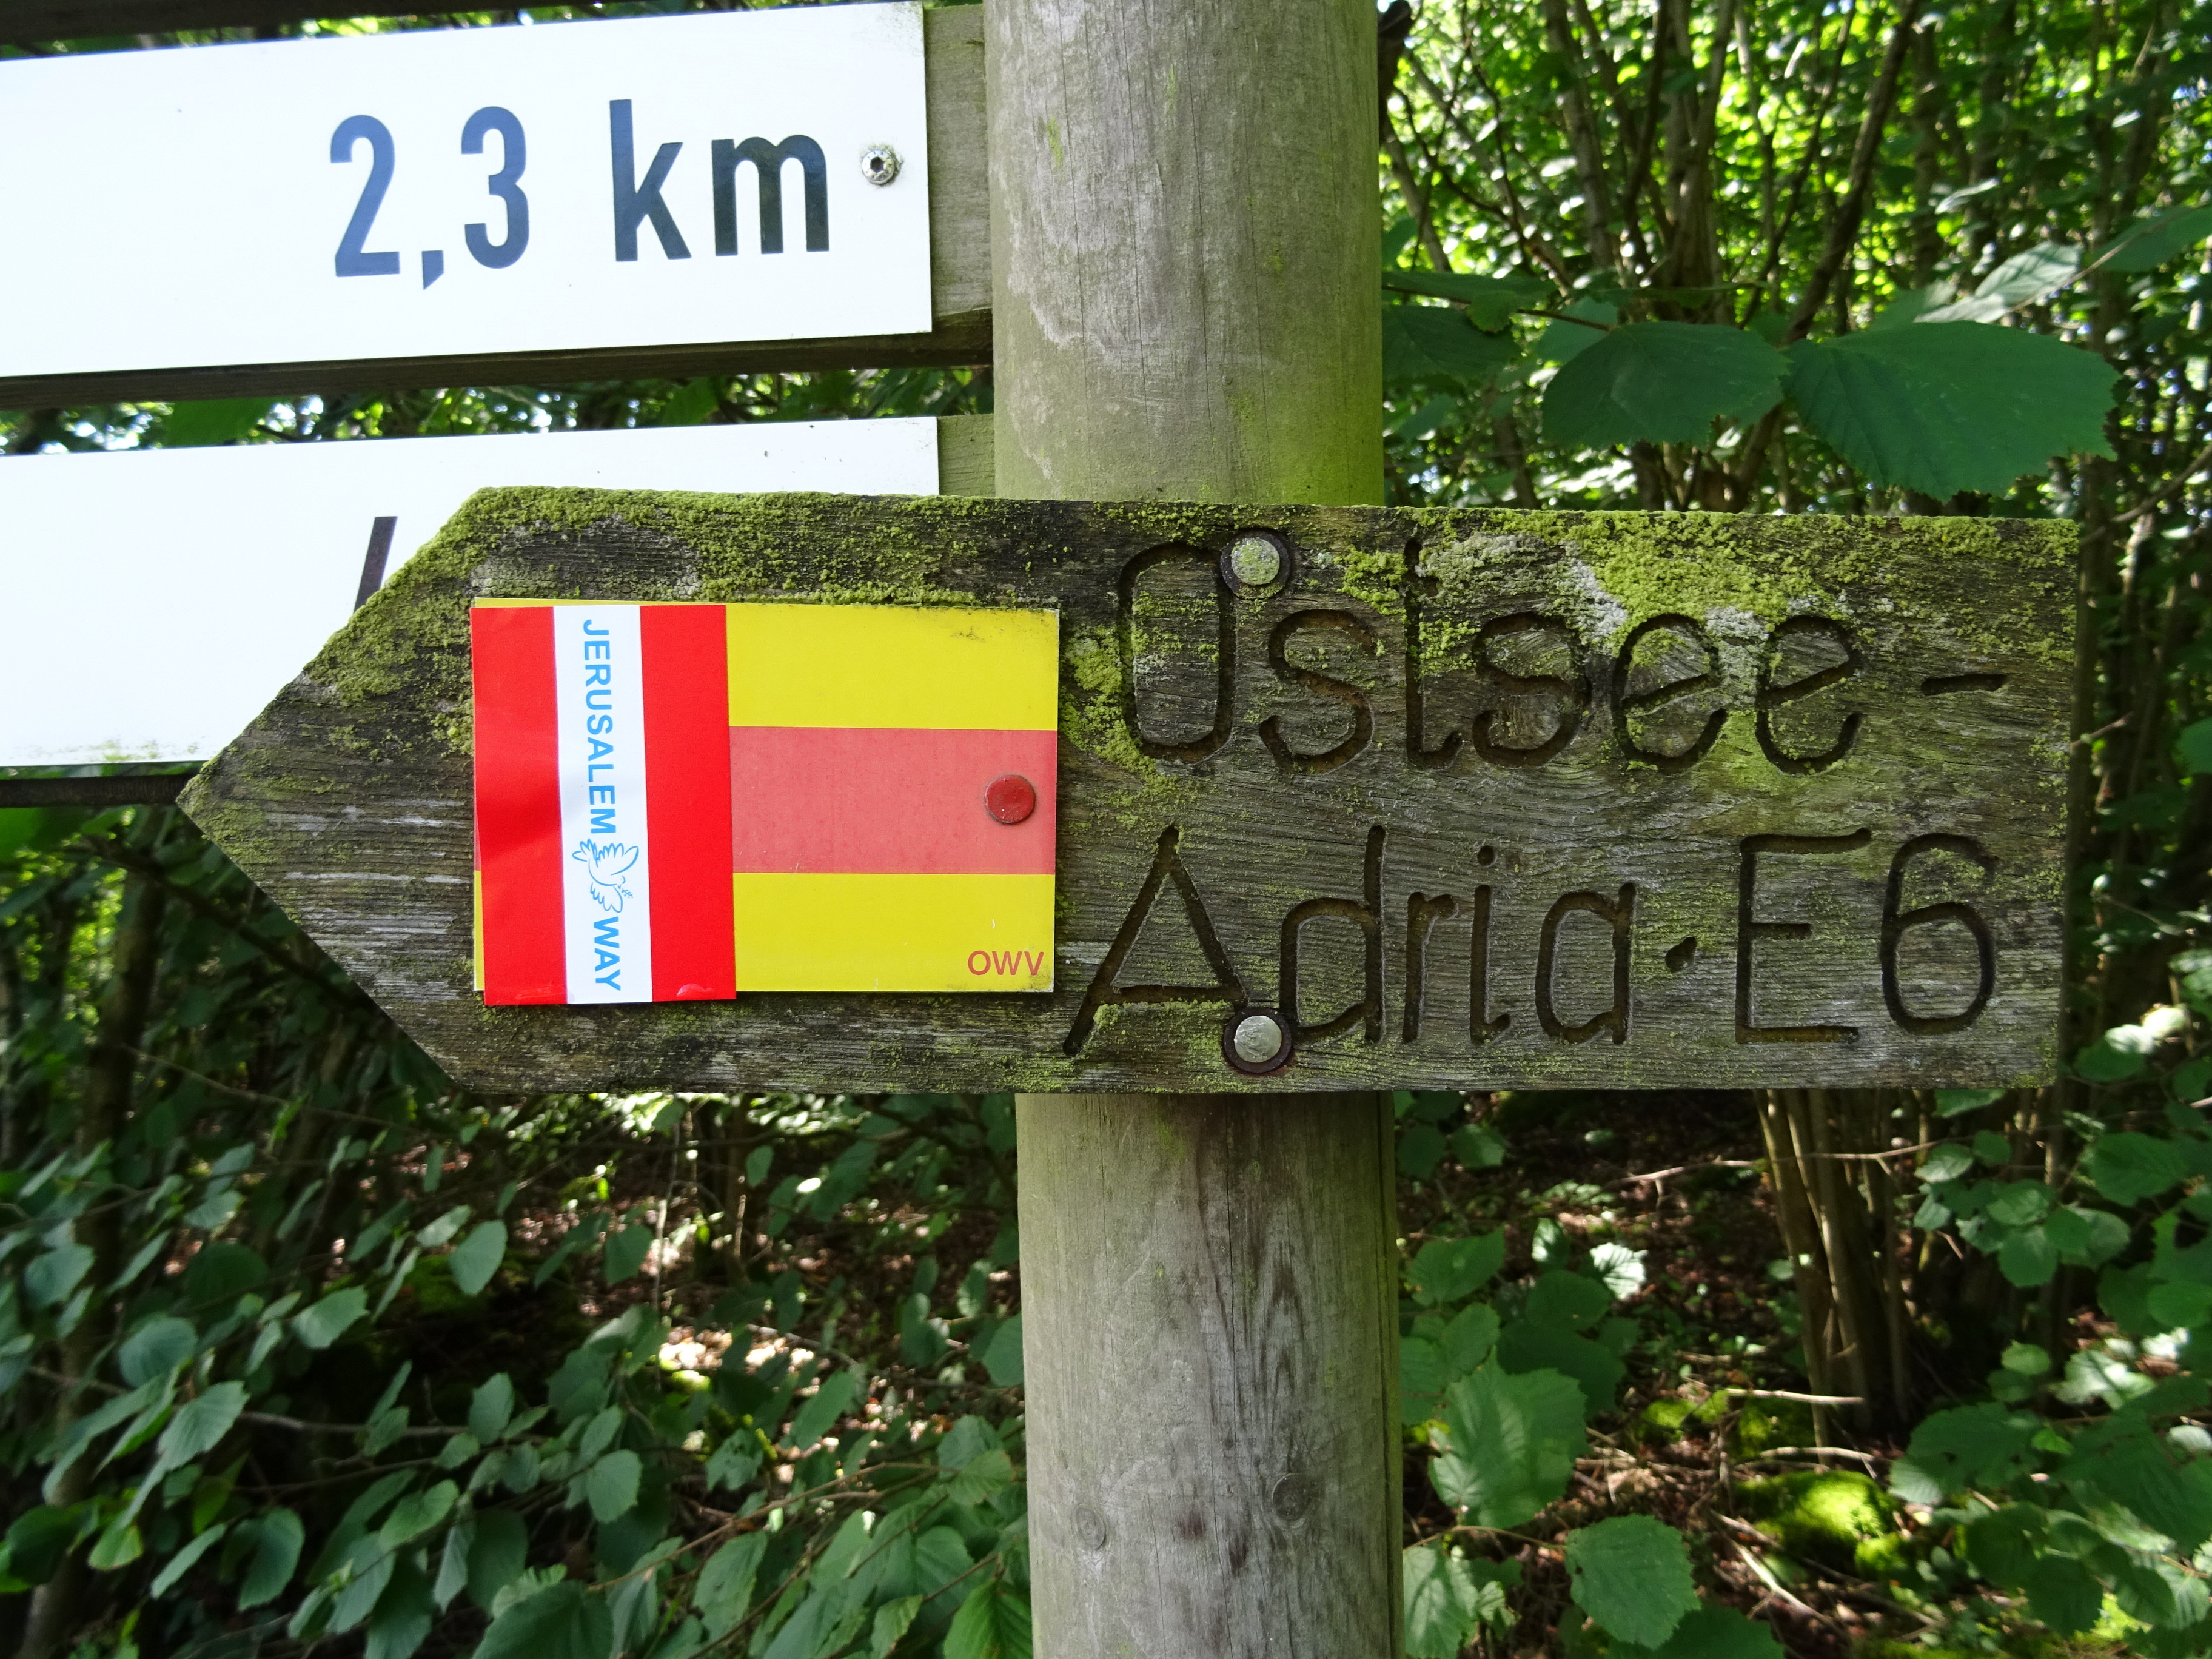 2,3 km
JERUSALEM WAY
OWV
Ostsee -
Adria · E6